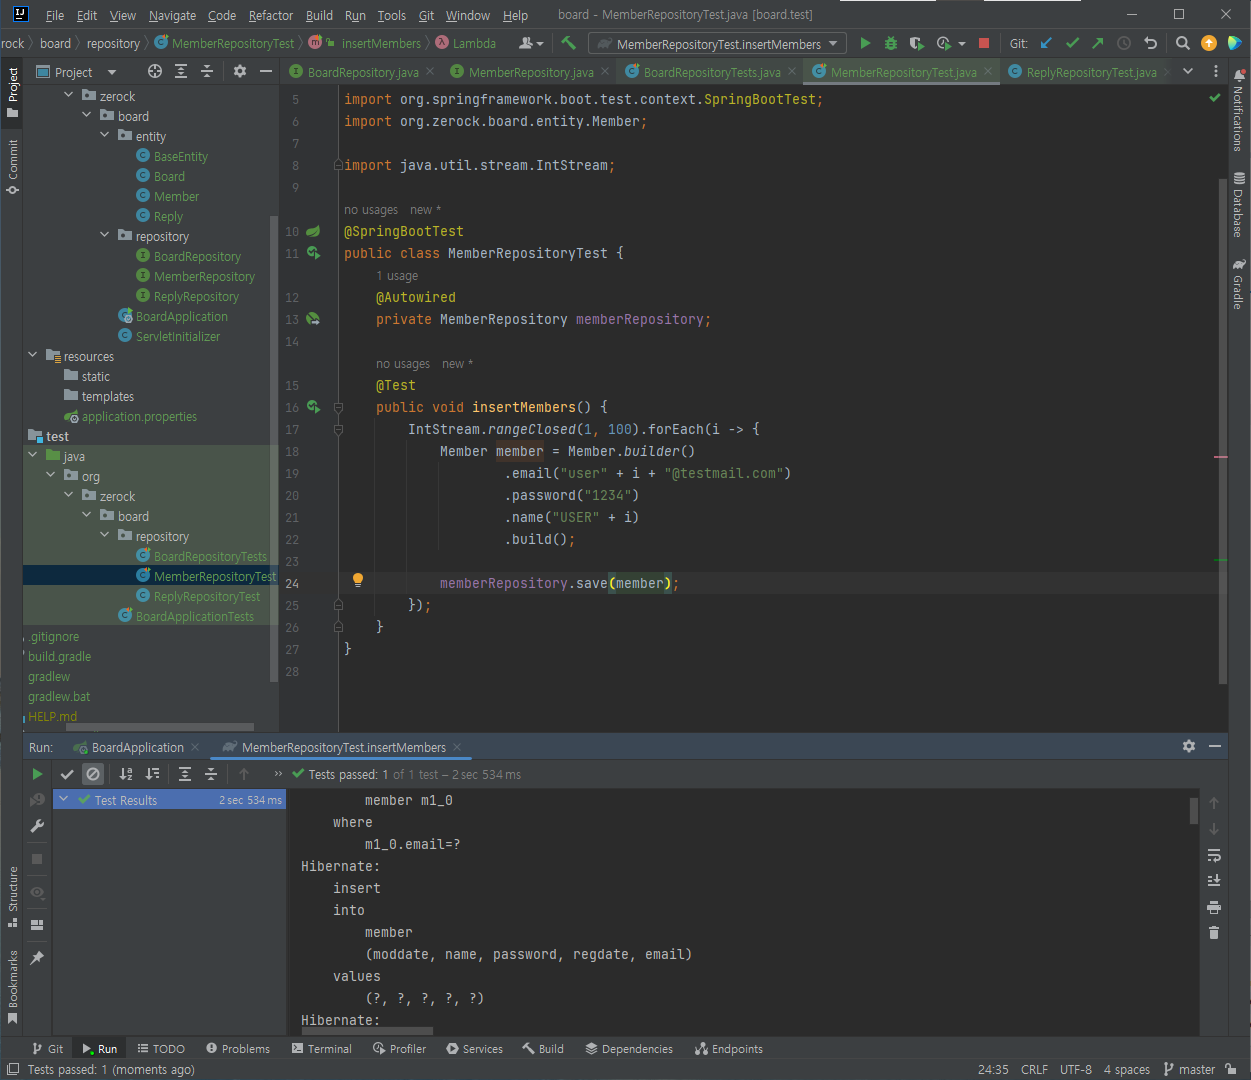 File Edit View Navigate Code Refactor Build Run Tools Git Window Help board - MemberRepositoryTest.java [board.test]
rock board repository MemberRepositoryTest insertMembers Lambda MemberRepositoryTest.insertMembers Git:
Project BoardRepository.java MemberRepository.java BoardRepositoryTests.java MemberRepositoryTest.java ReplyRepositoryTest.java
Project
Commit
Structure
Bookmarks
zerock
board
entity
BaseEntity
Board
Member
Reply
repository
BoardRepository
MemberRepository
ReplyRepository
BoardApplication
ServletInitializer
resources
static
templates
application.properties
test
java
org
zerock
board
repository
BoardRepositoryTests
MemberRepositoryTest
ReplyRepositoryTest
BoardApplicationTests
.gitignore
build.gradle
gradlew
gradlew.bat
HELP.md
5 import org.springframework.boot.test.context.SpringBootTest;
6 import org.zerock.board.entity.Member;
7
8 import java.util.stream.IntStream;
9
no usages new *
10 @SpringBootTest
11 public class MemberRepositoryTest {
1 usage
12 @Autowired
13 private MemberRepository memberRepository;
14
no usages new *
15 @Test
16 public void insertMembers() {
17 IntStream.rangeClosed(1, 100).forEach(i -> {
18 Member member = Member.builder()
19 .email("user" + i + "@testmail.com")
20 .password("1234")
21 .name("USER" + i)
22 .build();
23
24 memberRepository.save(member);
25 });
26 }
27 }
28
Notifications
Database
Gradle
Run: BoardApplication MemberRepositoryTest.insertMembers
Tests passed: 1 of 1 test – 2 sec 534 ms
Test Results 2 sec 534 ms
member m1_0
where
m1_0.email=?
Hibernate:
insert
into
member
(moddate, name, password, regdate, email)
values
(?, ?, ?, ?, ?)
Hibernate:
Git Run TODO Problems Terminal Profiler Services Build Dependencies Endpoints
Tests passed: 1 (moments ago) 24:35 CRLF UTF-8 4 spaces master